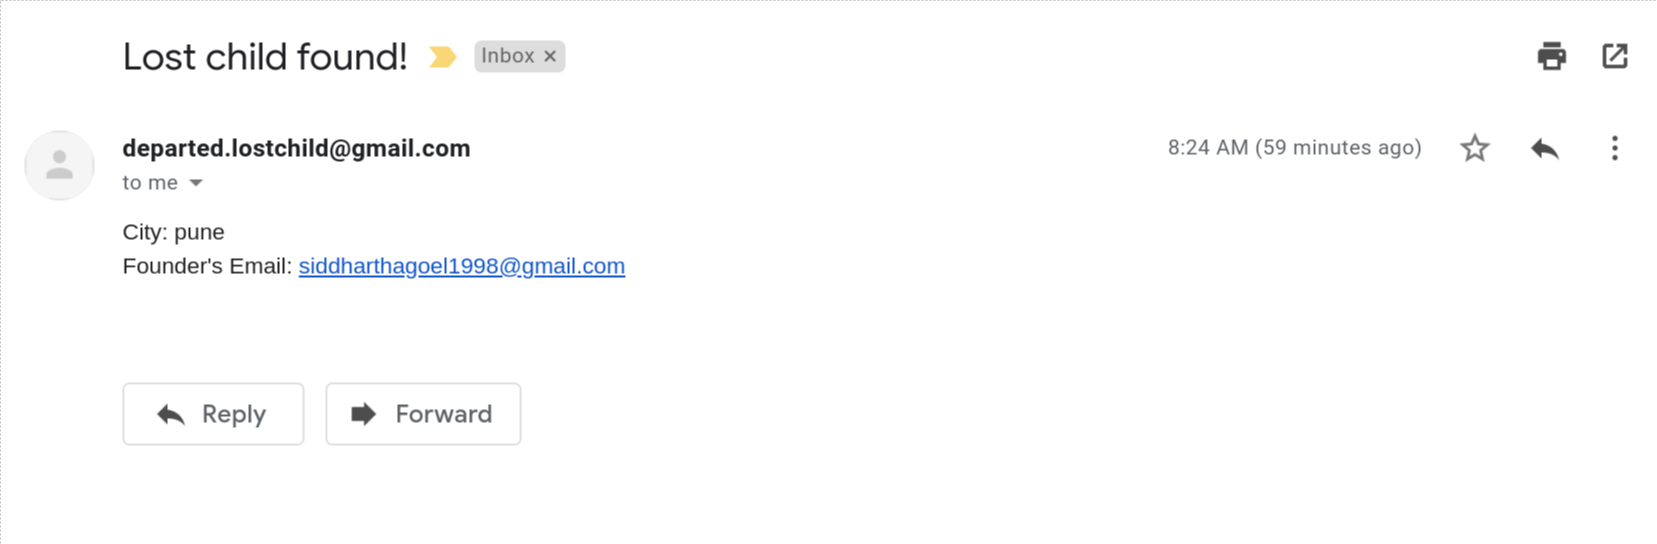 Lost child found!
Inbox ×
departed.lostchild@gmail.com
8:24 AM (59 minutes ago)
to me
City: pune
Founder's Email: siddharthagoel1998@gmail.com
Reply
Forward